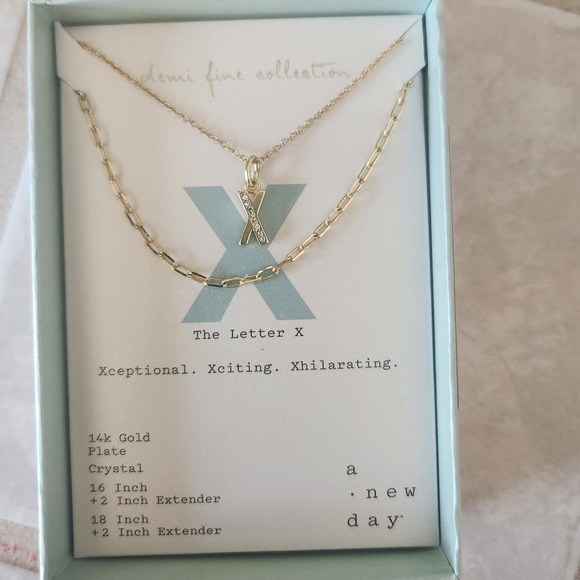 demi fine collection
X
X
The Letter X
Xceptional. Xciting. Xhilarating.
14k Gold
Plate
Crystal
16 Inch
+2 Inch Extender
18 Inch
+2 Inch Extender
a
·new
day™